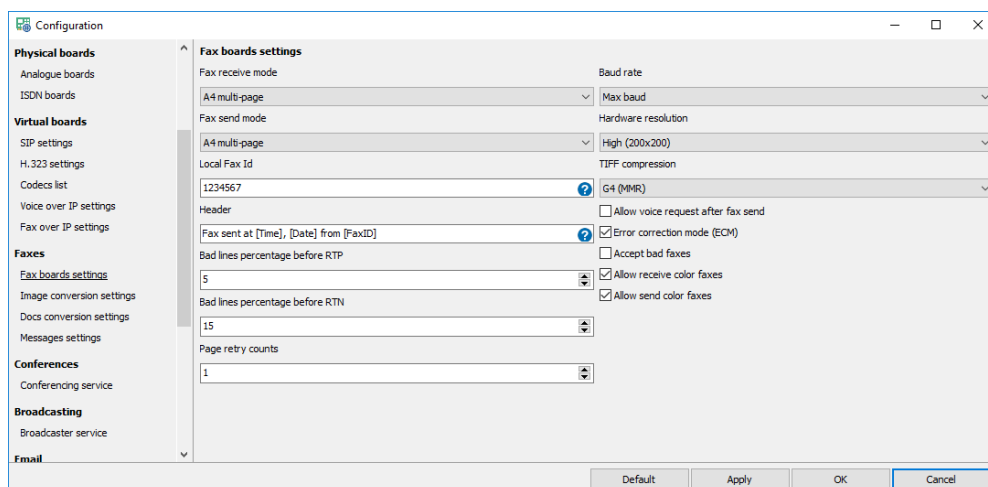 Configuration
Physical boards
Analogue boards
ISDN boards
Virtual boards
SIP settings
H.323 settings
Codecs list
Voice over IP settings
Fax over IP settings
Faxes
Fax boards settings
Image conversion settings
Docs conversion settings
Messages settings
Conferences
Conferencing service
Broadcasting
Broadcaster service
Email
Fax boards settings
Fax receive mode
A4 multi-page
Fax send mode
A4 multi-page
Local Fax Id
1234567
Header
Fax sent at [Time], [Date] from [FaxID]
Bad lines percentage before RTP
5
Bad lines percentage before RTN
15
Page retry counts
1
Baud rate
Max baud
Hardware resolution
High (200x200)
TIFF compression
G4 (MMR)
Allow voice request after fax send
Error correction mode (ECM)
Accept bad faxes
Allow receive color faxes
Allow send color faxes
Default
Apply
OK
Cancel